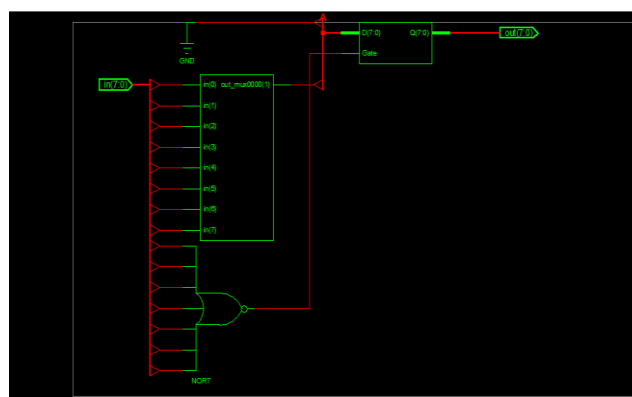 D(7:0) Q(7:0)
out(7:0)
Gate
GND
in(7:0)
in(0) out_mux0000(1)
in(1)
in(2)
in(3)
in(4)
in(5)
in(6)
in(7)
NOR7